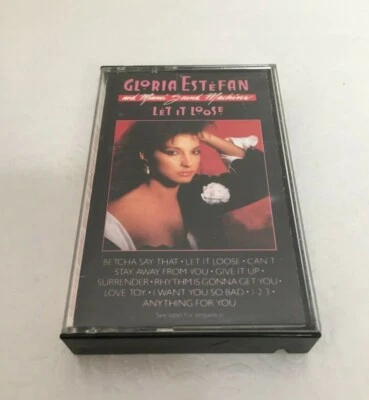 GLORIA ESTEFAN
and Miami Sound Machine
LET IT LOOSE
BETCHA SAY THAT • LET IT LOOSE • CAN'T
STAY AWAY FROM YOU • GIVE IT UP •
SURRENDER • RHYTHM IS GONNA GET YOU •
LOVE TOY • I WANT YOU SO BAD • 1-2-3 •
ANYTHING FOR YOU
See label for sequence